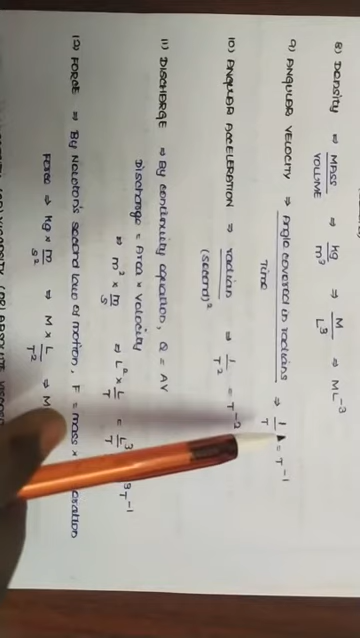 8) Density ⇒ MASS/VOLUME ⇒ kg/m³ ⇒ M/L³ ⇒ ML⁻³
9) ANGULAR VELOCITY ⇒ Angle covered in radians/Time ⇒ 1/T = T⁻¹
10) ANGULAR ACCELERATION ⇒ radian/(second)² ⇒ 1/T² = T⁻²
11) DISCHARGE ⇒ By continuity equation, Q = AV
Discharge = Area × velocity
⇒ m² × m/s ⇒ L² × L/T = L³/T T⁻¹
12) FORCE ⇒ By Newton's second law of motion, F = mass ×
Force ⇒ kg × m/s² ⇒ M × L/T² ⇒ M